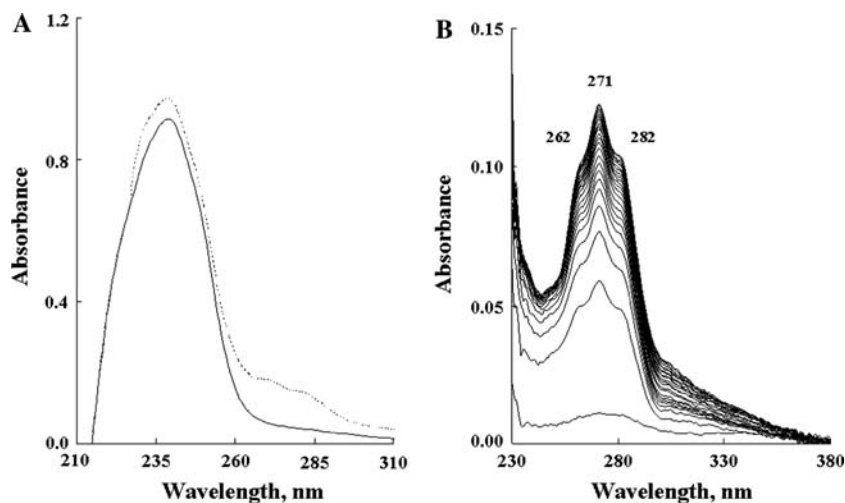 A
1.2
0.8
0.4
0.0
Absorbance
210 235 260 285 310
Wavelength, nm
B
0.15
0.10
0.05
0.00
Absorbance
271
262 282
230 280 330 380
Wavelength, nm